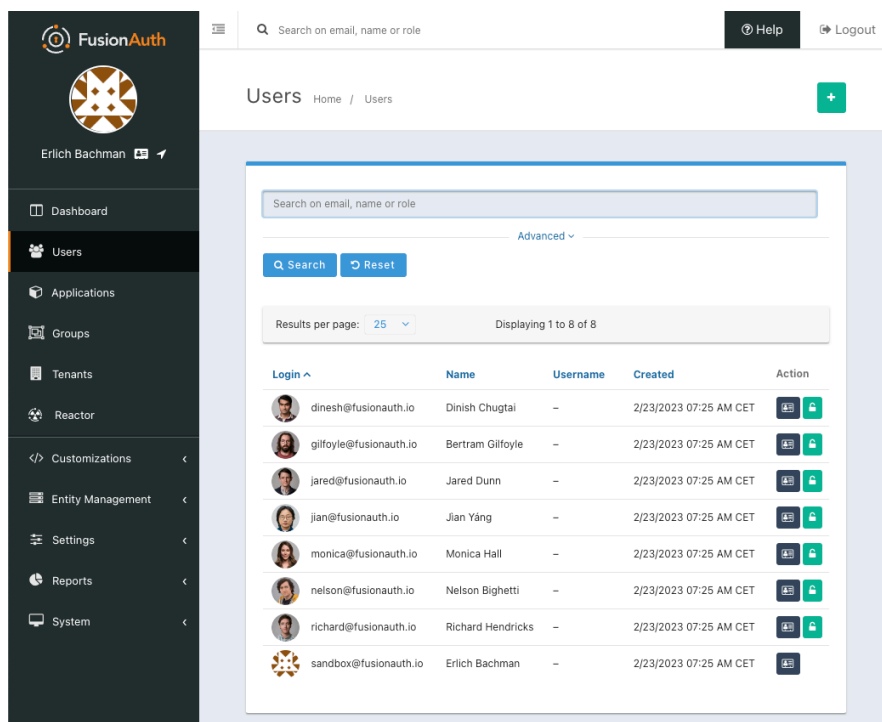 FusionAuth
Search on email, name or role
Help
Logout
Erlich Bachman
Users Home / Users
+
Dashboard
Users
Applications
Groups
Tenants
Reactor
Customizations
Entity Management
Settings
Reports
System
Search on email, name or role
Advanced
Search Reset
Results per page: 25 Displaying 1 to 8 of 8
Login Name Username Created Action
dinesh@fusionauth.io Dinish Chugtai – 2/23/2023 07:25 AM CET
gilfoyle@fusionauth.io Bertram Gilfoyle – 2/23/2023 07:25 AM CET
jared@fusionauth.io Jared Dunn – 2/23/2023 07:25 AM CET
jian@fusionauth.io Jian Yáng – 2/23/2023 07:25 AM CET
monica@fusionauth.io Monica Hall – 2/23/2023 07:25 AM CET
nelson@fusionauth.io Nelson Bighetti – 2/23/2023 07:25 AM CET
richard@fusionauth.io Richard Hendricks – 2/23/2023 07:25 AM CET
sandbox@fusionauth.io Erlich Bachman – 2/23/2023 07:25 AM CET